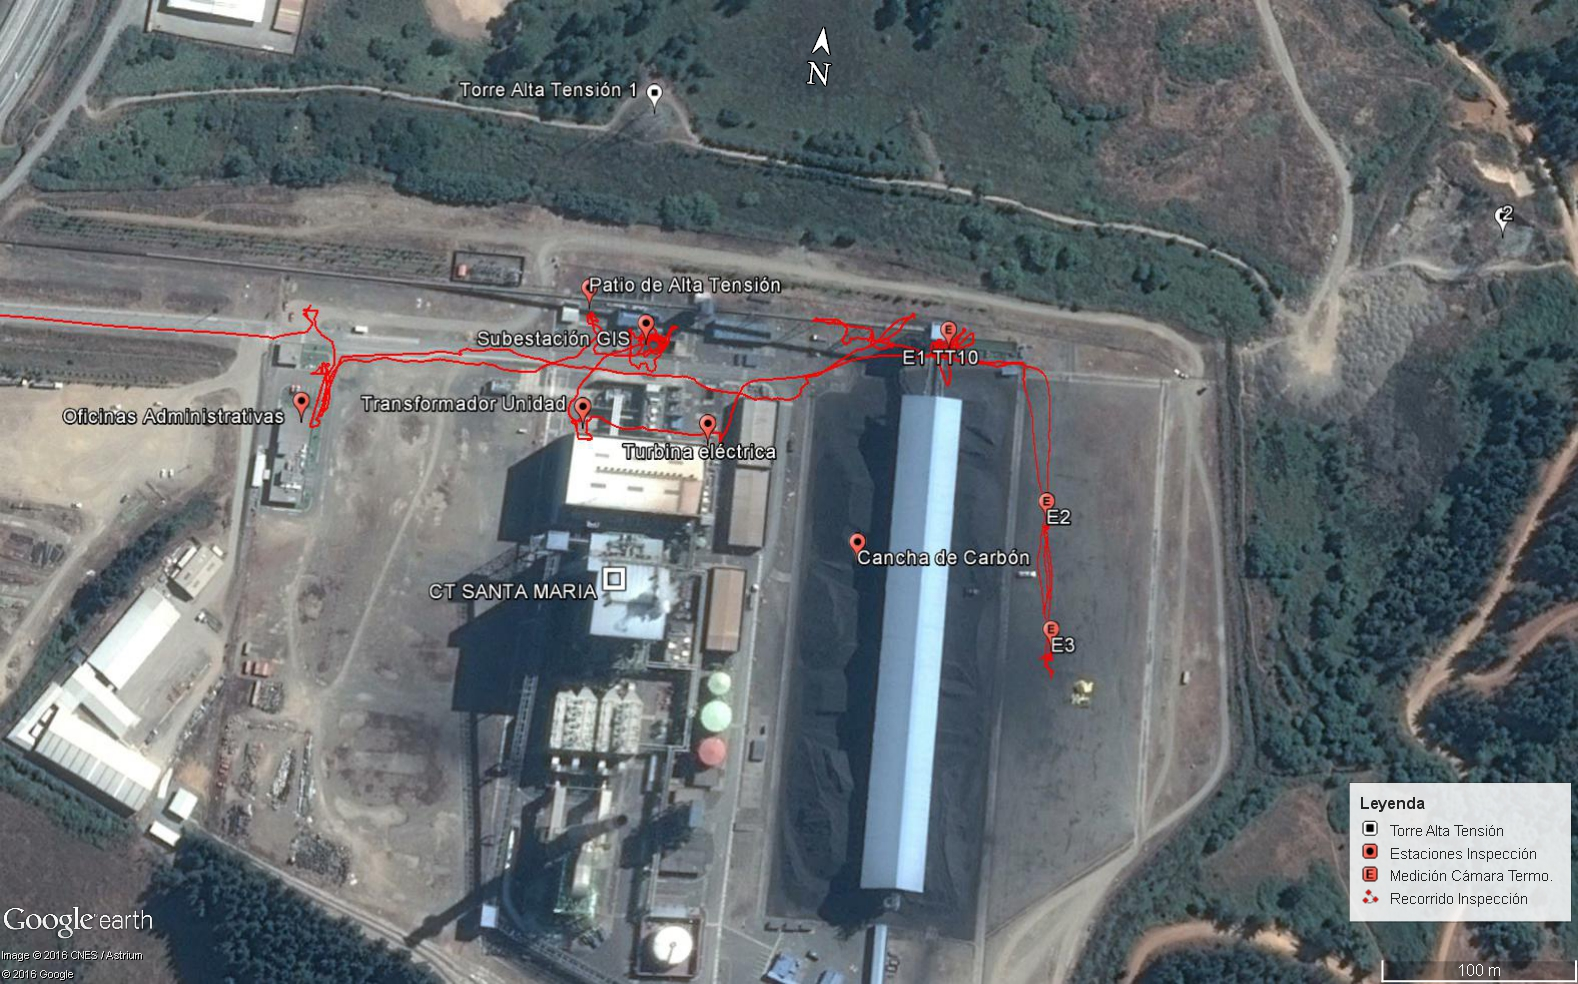 N
Torre Alta Tensión 1
2
Patio de Alta Tensión
Subestación GIS
E
E1 TT10
Transformador Unidad
Oficinas Administrativas
Turbina eléctrica
E
E2
Cancha de Carbón
CT SANTA MARIA
E
E3
Leyenda
Torre Alta Tensión
Estaciones Inspección
E Medición Cámara Termo.
Recorrido Inspección
Google earth
Image © 2016 CNES / Astrium
© 2016 Google
100 m